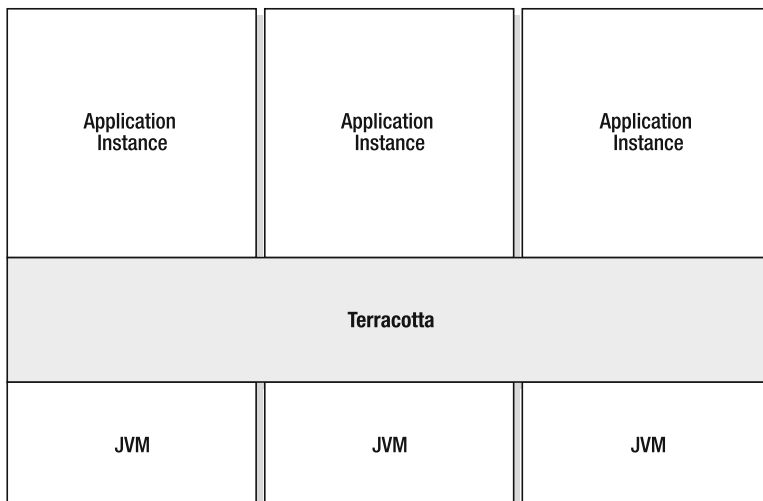 Application
Instance
Application
Instance
Application
Instance
Terracotta
JVM
JVM
JVM